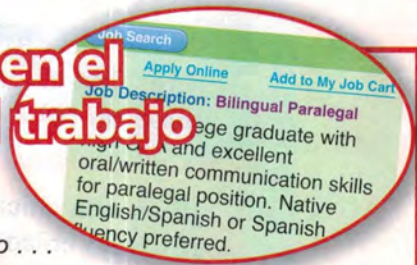 en el
trabajo
Job Search
Apply Online Add to My Job Cart
Job Description: Bilingual Paralegal
ege graduate with
and excellent
oral/written communication skills
for paralegal position. Native
English/Spanish or Spanish
fluency preferred.
o . . .